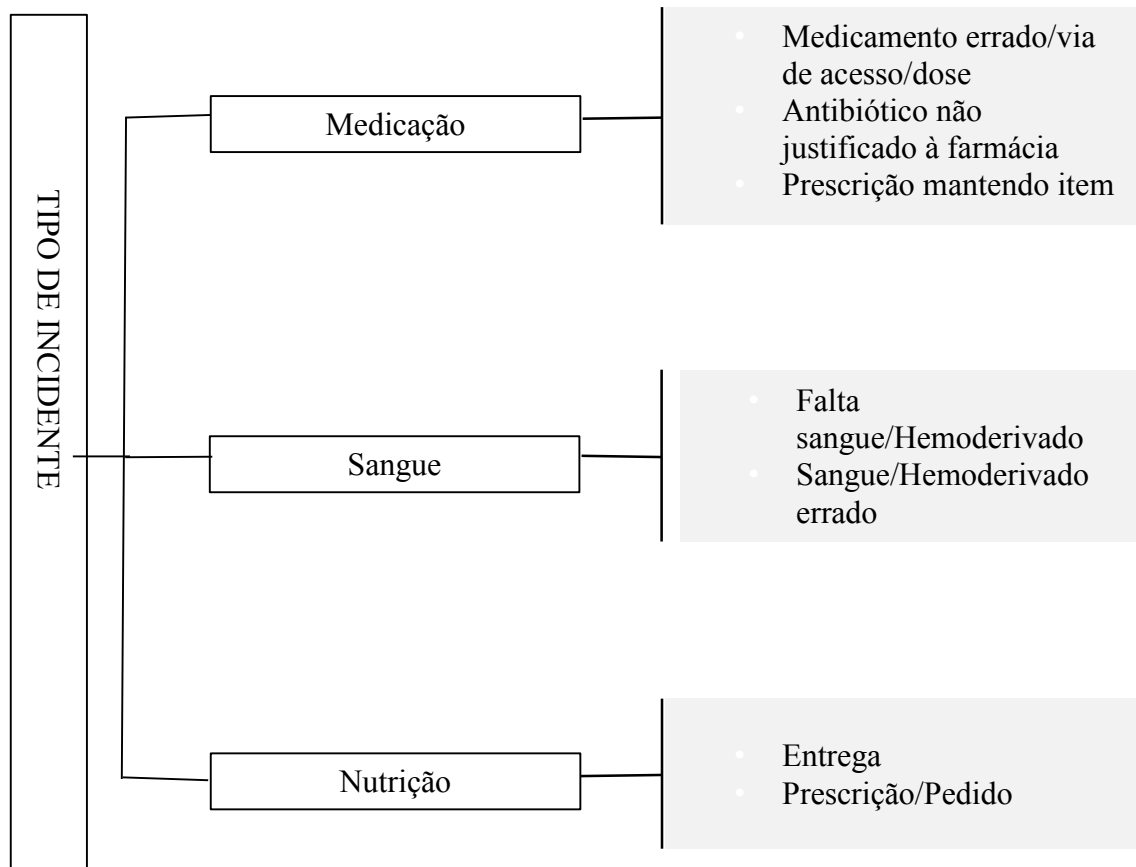 TIPO DE INCIDENTE
Medicação
• Medicamento errado/via
de acesso/dose
• Antibiótico não
justificado à farmácia
• Prescrição mantendo item
Sangue
• Falta
sangue/Hemoderivado
• Sangue/Hemoderivado
errado
Nutrição
• Entrega
• Prescrição/Pedido